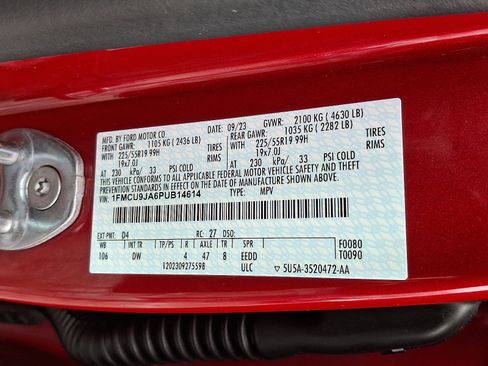 MFD. BY FORD MOTOR CO.
DATE: 09/23 GVWR: 2100 KG ( 4630 LB)
FRONT GAWR: 1105 KG ( 2436 LB) REAR GAWR: 1035 KG ( 2282 LB)
WITH 225/55R19 99H TIRES WITH 225/55R19 99H TIRES
19x7.0J RIMS 19x7.0J RIMS
AT 230 kPa/ 33 PSI COLD AT 230 kPa/ 33 PSI COLD
THIS VEHICLE CONFORMS TO ALL APPLICABLE FEDERAL MOTOR VEHICLE SAFETY AND
THEFT PREVENTION STANDARDS IN EFFECT ON THE DATE OF MANUFACTURE SHOWN ABOVE.
VIN: 1FMCU9JA6PUB14614 TYPE: MPV
EXT PNT: D4 RC: 27 DSO:
WB INT TR TP/PS R AXLE TR SPR F0080
106 DW 4 47 8 EEDD T0090
1202309275598 ULC 5U5A-3520472-AA